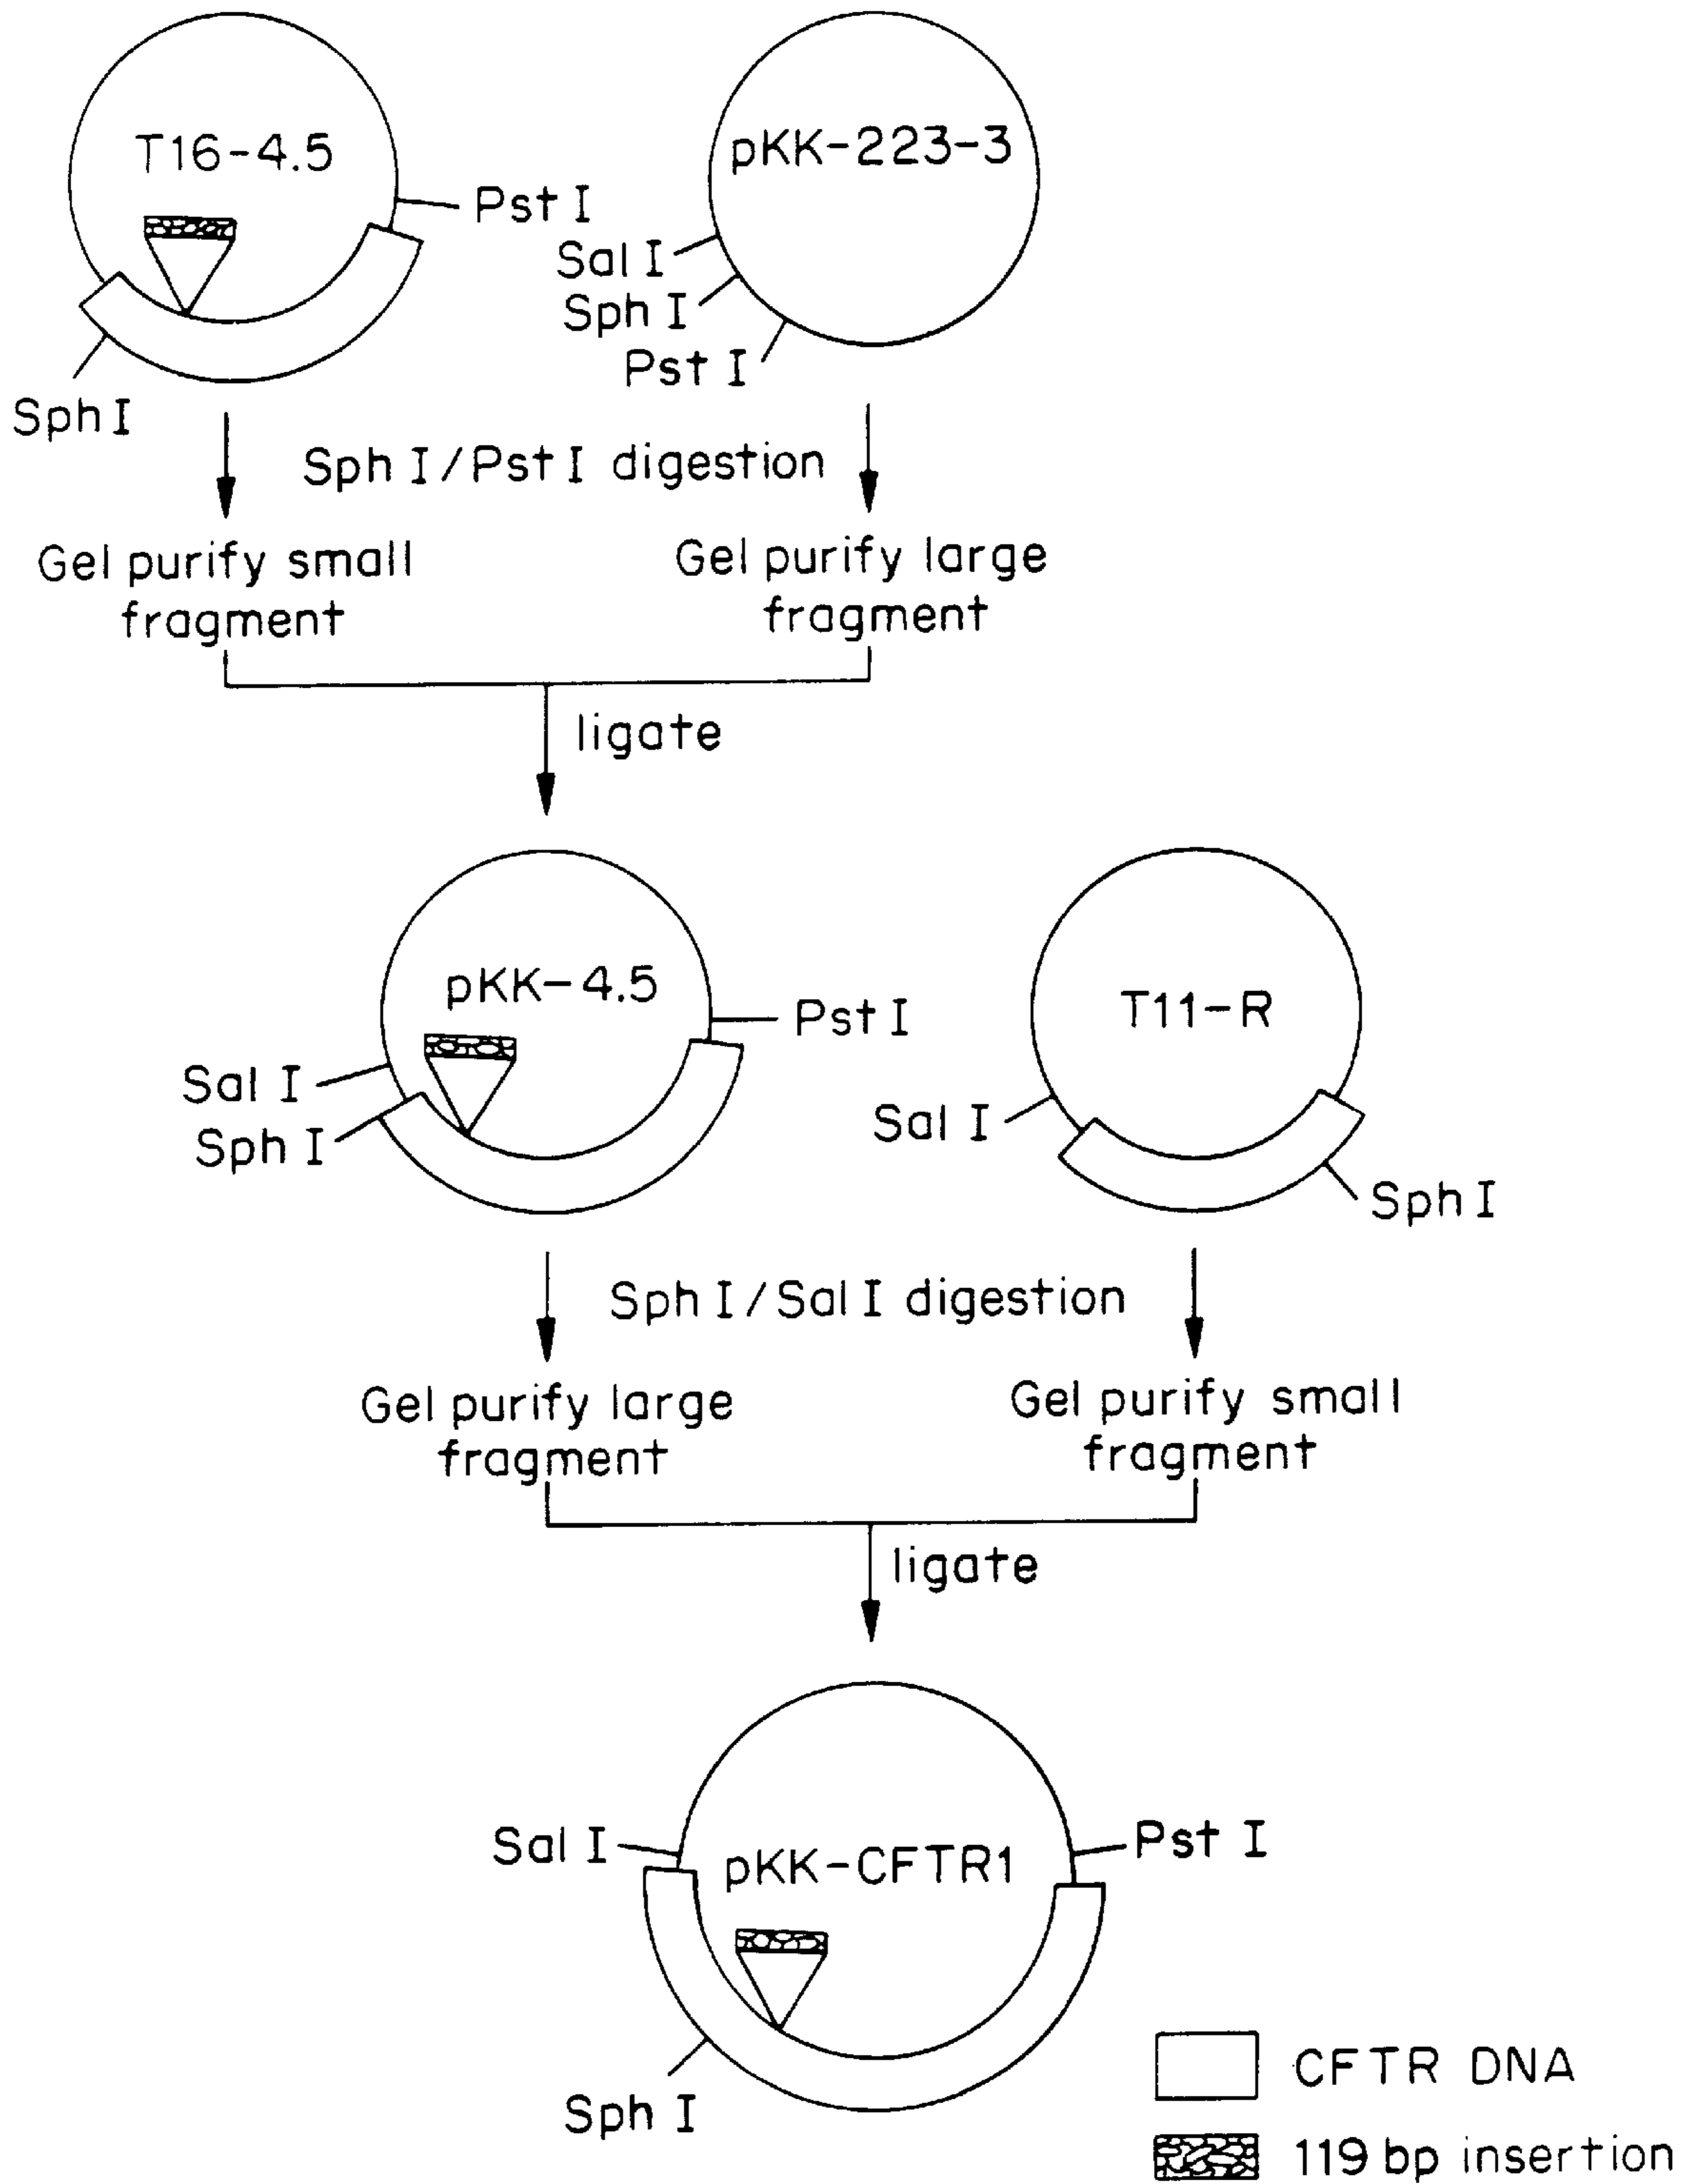 T16-4.5
pKK-223-3
Pst I
Sal I
Sph I
Pst I
Sph I
Sph I/Pst I digestion
Gel purify small
fragment
Gel purify large
fragment
ligate
pKK-4.5
T11-R
Pst I
Sal I
Sph I
Sal I
Sph I
Sph I/Sal I digestion
Gel purify large
fragment
Gel purify small
fragment
ligate
Sal I
pKK-CFTR1
Pst I
Sph I
CFTR DNA
119 bp insertion